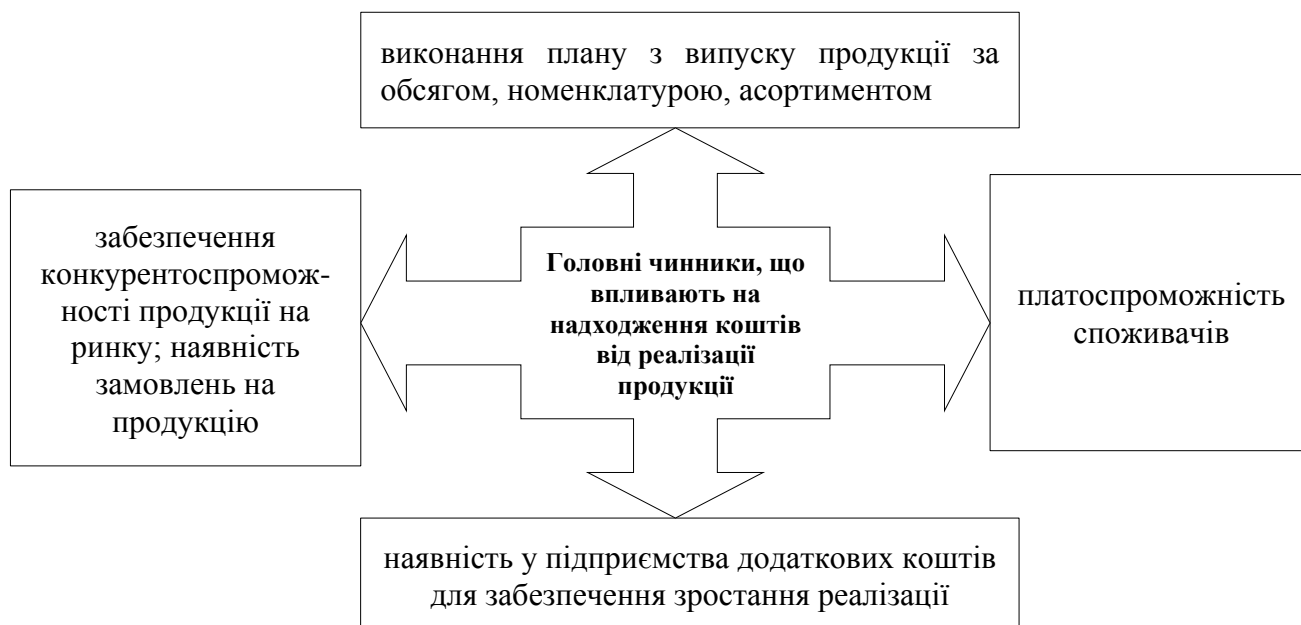 виконання плану з випуску продукції за
обсягом, номенклатурою, асортиментом
забезпечення
конкурентоспромож-
ності продукції на
ринку; наявність
замовлень на
продукцію
Головні чинники, що
впливають на
надходження коштів
від реалізації
продукції
платоспроможність
споживачів
наявність у підприємства додаткових коштів
для забезпечення зростання реалізації